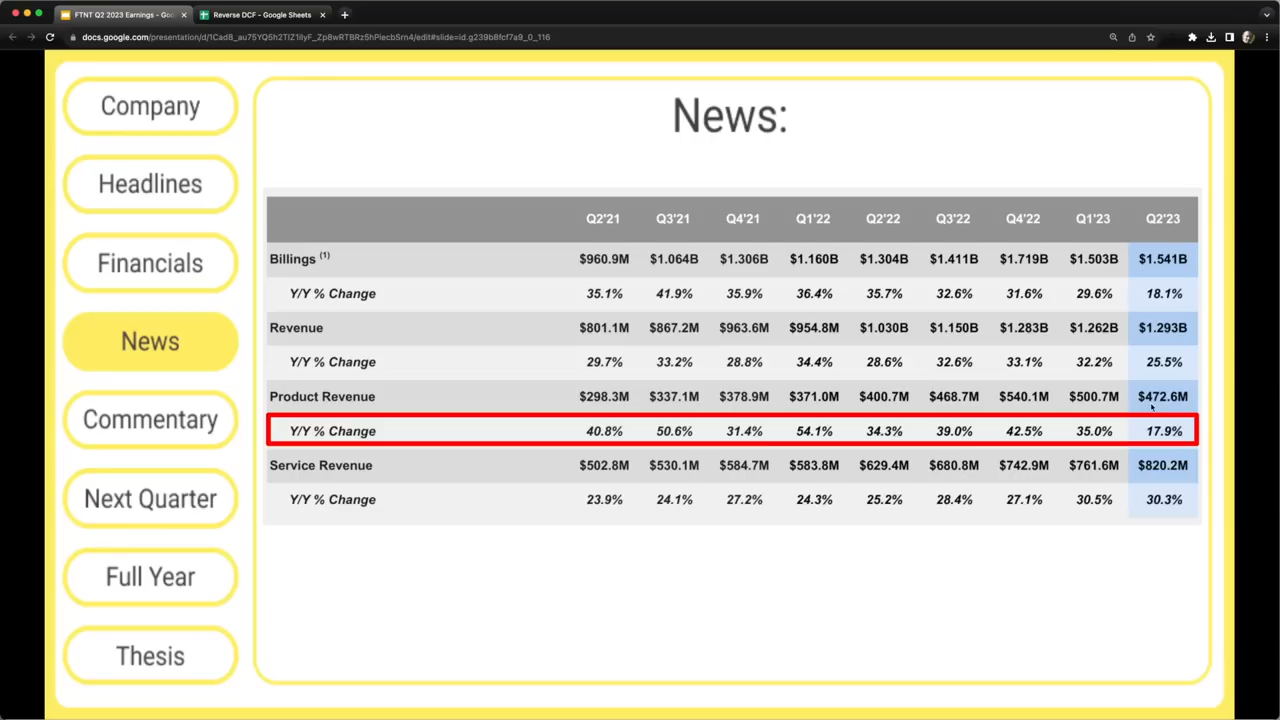 FTNT Q2 2023 Earnings - Goo
Reverse DCF - Google Sheets
docs.google.com/presentation/d/1Cad8_au75YQ5h2TIZ1ilyF_Zp8wRTBRz5hPiecbSrn4/edit#slide=id.g239b8fcf7a9_0_116
Company
Headlines
Financials
News
Commentary
Next Quarter
Full Year
Thesis
News:
Q2'21 Q3'21 Q4'21 Q1'22 Q2'22 Q3'22 Q4'22 Q1'23 Q2'23
Billings (1) $960.9M $1.064B $1.306B $1.160B $1.304B $1.411B $1.719B $1.503B $1.541B
Y/Y % Change 35.1% 41.9% 35.9% 36.4% 35.7% 32.6% 31.6% 29.6% 18.1%
Revenue $801.1M $867.2M $963.6M $954.8M $1.030B $1.150B $1.283B $1.262B $1.293B
Y/Y % Change 29.7% 33.2% 28.8% 34.4% 28.6% 32.6% 33.1% 32.2% 25.5%
Product Revenue $298.3M $337.1M $378.9M $371.0M $400.7M $468.7M $540.1M $500.7M $472.6M
Y/Y % Change 40.8% 50.6% 31.4% 54.1% 34.3% 39.0% 42.5% 35.0% 17.9%
Service Revenue $502.8M $530.1M $584.7M $583.8M $629.4M $680.8M $742.9M $761.6M $820.2M
Y/Y % Change 23.9% 24.1% 27.2% 24.3% 25.2% 28.4% 27.1% 30.5% 30.3%